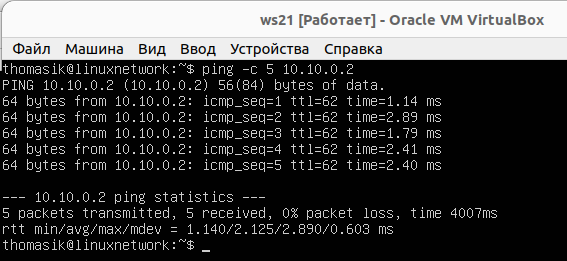 ws21 [Работает] - Oracle VM VirtualBox
Файл Машина Вид Ввод Устройства Справка
thomasik@linuxnetwork:~$ ping -c 5 10.10.0.2
PING 10.10.0.2 (10.10.0.2) 56(84) bytes of data.
64 bytes from 10.10.0.2: icmp_seq=1 ttl=62 time=1.14 ms
64 bytes from 10.10.0.2: icmp_seq=2 ttl=62 time=2.89 ms
64 bytes from 10.10.0.2: icmp_seq=3 ttl=62 time=1.79 ms
64 bytes from 10.10.0.2: icmp_seq=4 ttl=62 time=2.41 ms
64 bytes from 10.10.0.2: icmp_seq=5 ttl=62 time=2.40 ms
--- 10.10.0.2 ping statistics ---
5 packets transmitted, 5 received, 0% packet loss, time 4007ms
rtt min/avg/max/mdev = 1.140/2.125/2.890/0.603 ms
thomasik@linuxnetwork:~$ _